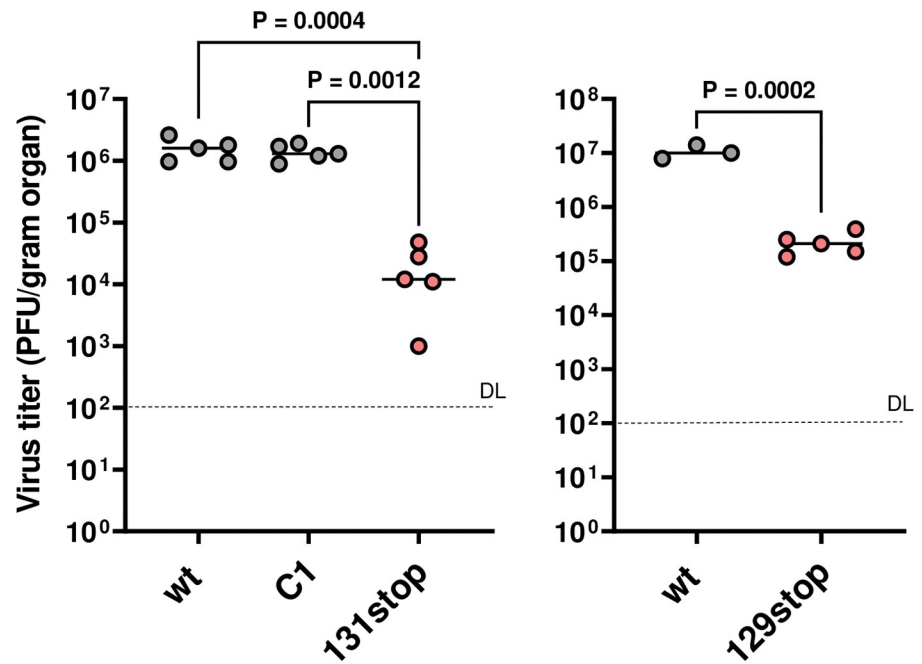 P = 0.0004
P = 0.0012
Virus titer (PFU/gram organ)
10⁷
10⁶
10⁵
10⁴
10³
10²
10¹
10⁰
DL
wt
C1
131stop
P = 0.0002
10⁸
10⁷
10⁶
10⁵
10⁴
10³
10²
10¹
10⁰
DL
wt
129stop